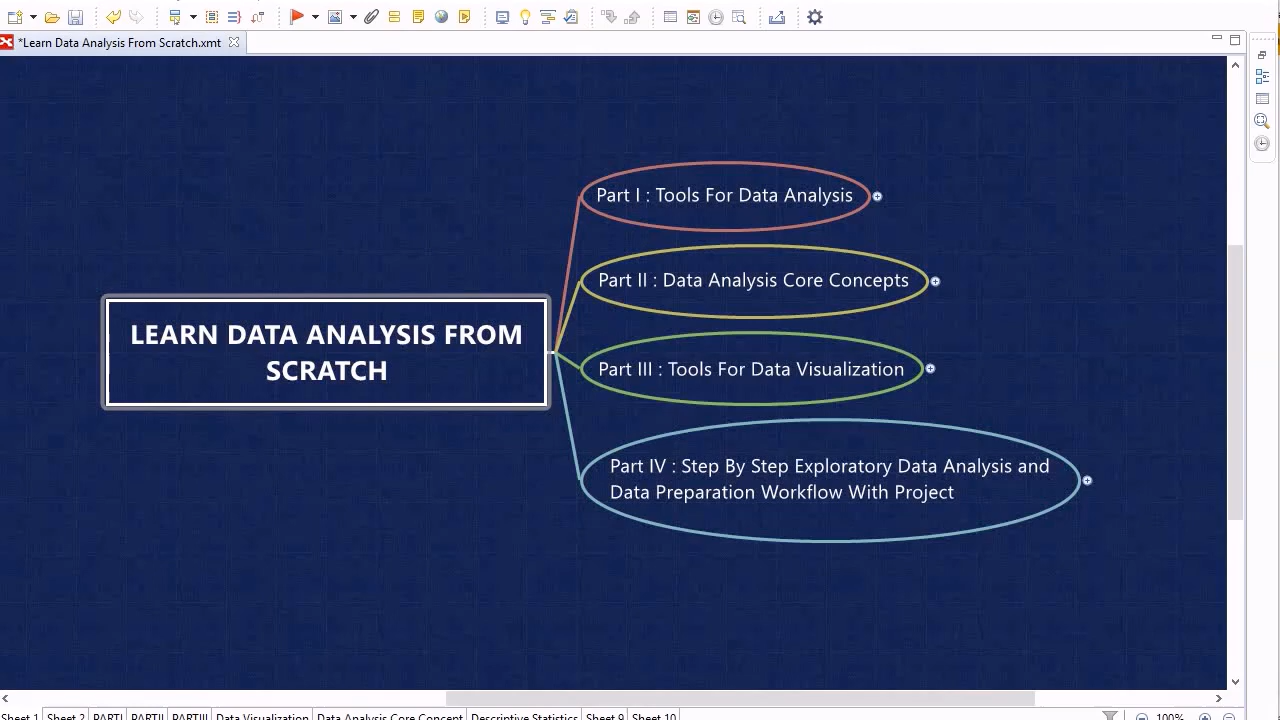 *Learn Data Analysis From Scratch.xmt
Part I : Tools For Data Analysis
Part II : Data Analysis Core Concepts
LEARN DATA ANALYSIS FROM
SCRATCH
Part III : Tools For Data Visualization
Part IV : Step By Step Exploratory Data Analysis and
Data Preparation Workflow With Project
Sheet 1 Sheet 2 PARTI PARTII PARTIII Data Visualization Data Analysis Core Concept Descriptive Statistics Sheet 9 Sheet 10 100%